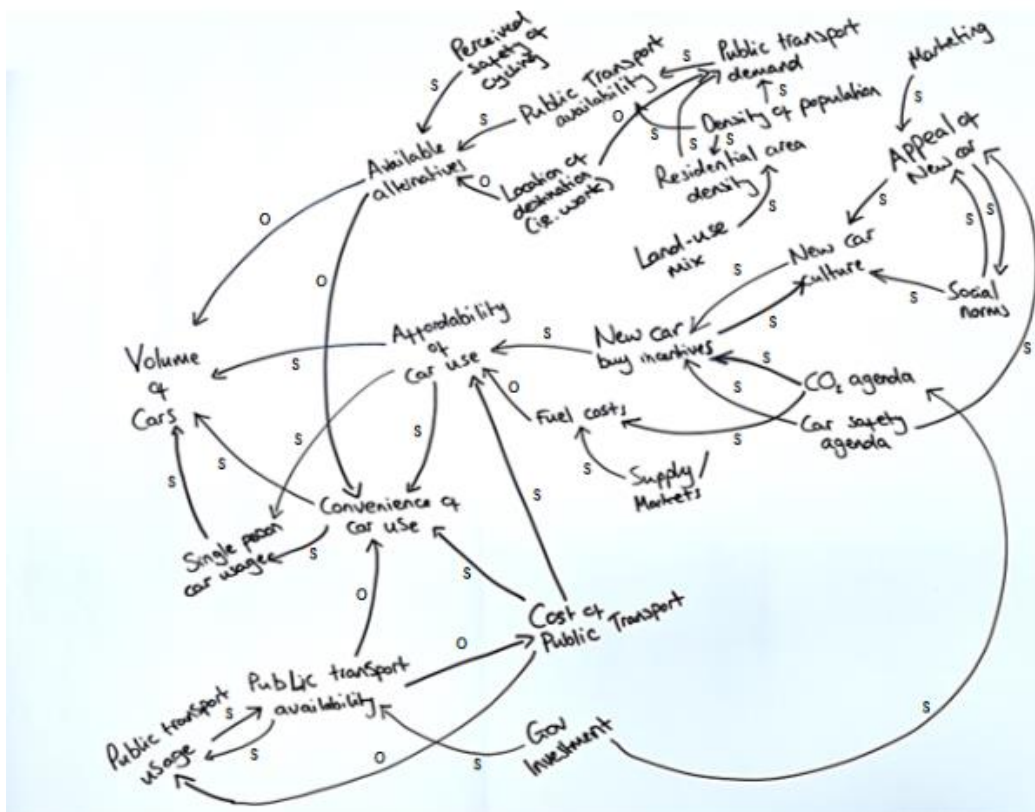 Perceived
safety of
cycling
S
Public Transport
availability
S
S
Public transport
demand
S
Density of population
S
S
S
O
Residential area
density
S
Land-use
mix
Marketing
S
Appeal of
New car
S
S
S
Social
norms
S
New car
culture
S
S
Available
alternatives
O
Location of
destination
(ie. work)
O
O
Volume
of
Cars
S
Affordability
of
car use
S
New car
buy incentives
S
S
CO₂ agenda
S
Car safety
agenda
S
O
Fuel costs
S
Supply
Markets
S
S
S
S
Convenience of
car use
S
Single person
car
S
S
O
S
Cost of
Public Transport
O
Public transport
availability
Public transport
usage
S
S
O
S
Gov
Investment
S